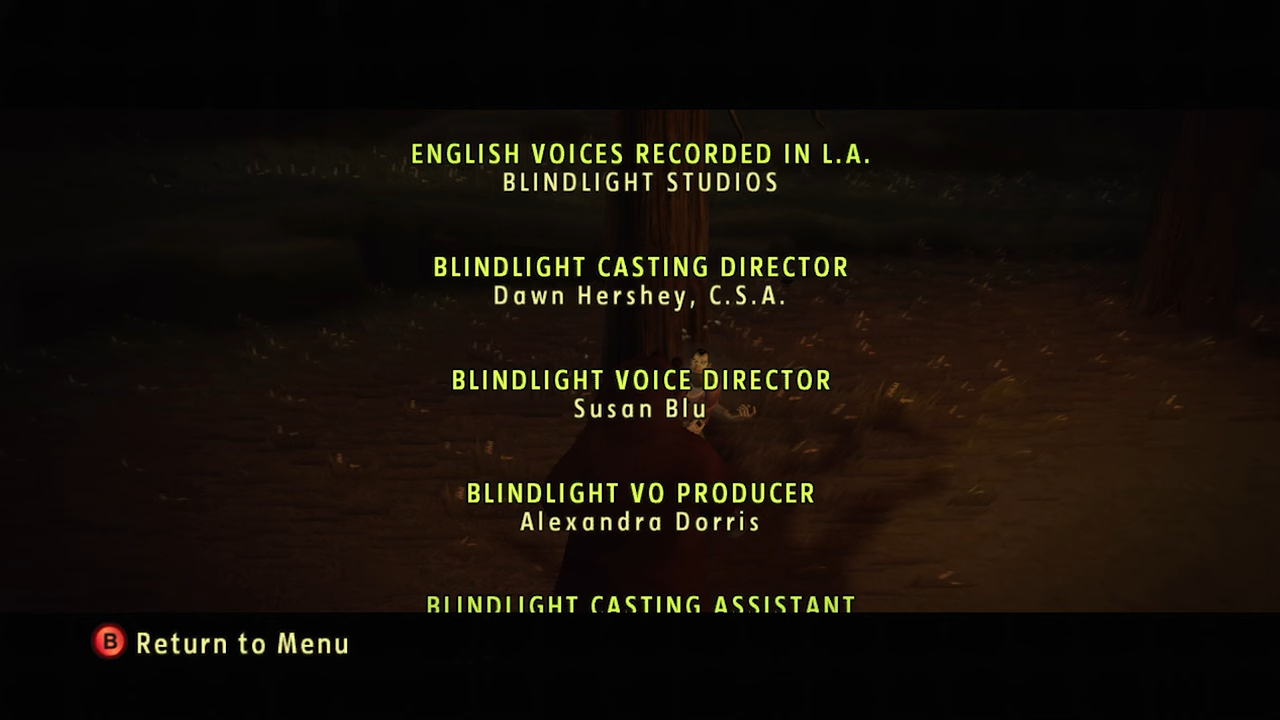 ENGLISH VOICES RECORDED IN L.A.
BLINDLIGHT STUDIOS
BLINDLIGHT CASTING DIRECTOR
Dawn Hershey, C.S.A.
BLINDLIGHT VOICE DIRECTOR
Susan Blu
BLINDLIGHT VO PRODUCER
Alexandra Dorris
BLINDLIGHT CASTING ASSISTANT
B Return to Menu